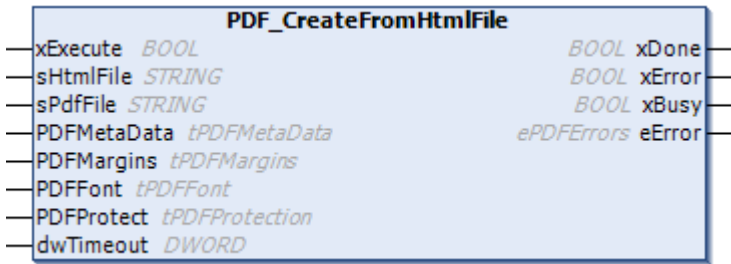 PDF_CreateFromHtmlFile
xExecute BOOL BOOL xDone
sHtmlFile STRING BOOL xError
sPdfFile STRING BOOL xBusy
PDFMetaData tPDFMetaData ePDFErrors eError
PDFMargins tPDFMargins
PDFFont tPDFFont
PDFProtect tPDFProtection
dwTimeout DWORD